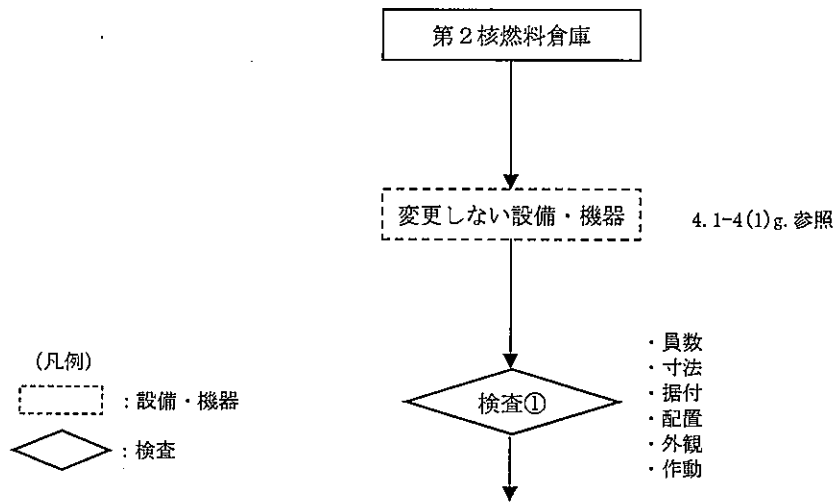 第２核燃料倉庫
変更しない設備・機器
4.1-4(1)g.参照
検査①
・員数
・寸法
・据付
・配置
・外観
・作動
(凡例)
：設備・機器
：検査